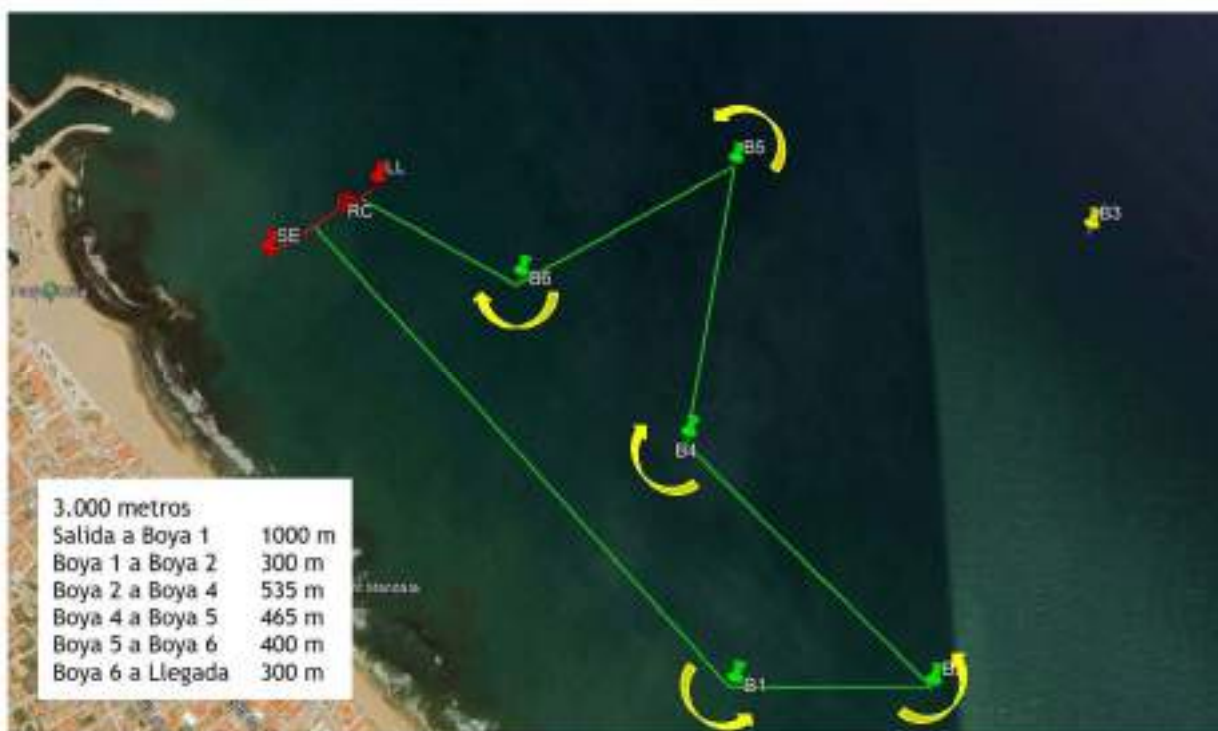 B5
LL
RC
B3
SE
B6
B4
3.000 metros
Salida a Boya 1 1000 m
Boya 1 a Boya 2 300 m
Boya 2 a Boya 4 535 m
Boya 4 a Boya 5 465 m
Boya 5 a Boya 6 400 m
Boya 6 a Llegada 300 m
B1